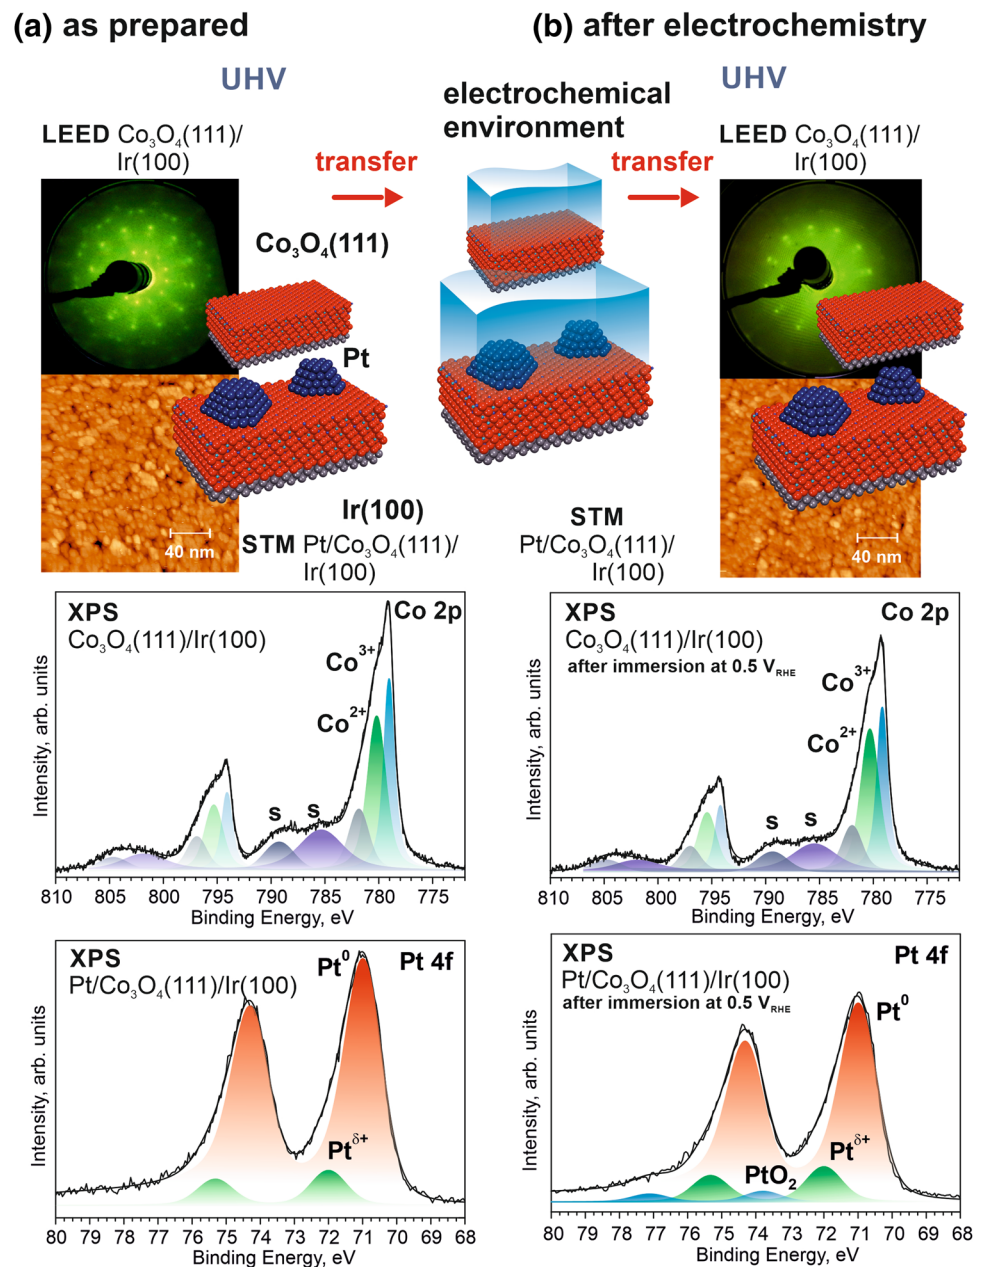 (a) as prepared
(b) after electrochemistry
UHV
electrochemical
environment
UHV
LEED Co₃O₄(111)/
Ir(100)
transfer
transfer
LEED Co₃O₄(111)/
Ir(100)
Co₃O₄(111)
Pt
40 nm
Ir(100)
STM Pt/Co₃O₄(111)/
Ir(100)
STM
Pt/Co₃O₄(111)/
Ir(100)
40 nm
XPS
Co₃O₄(111)/Ir(100)
Co 2p
Co³⁺
Co²⁺
s
s
Intensity, arb. units
810 805 800 795 790 785 780 775
Binding Energy, eV
XPS
Co₃O₄(111)/Ir(100)
after immersion at 0.5 V_RHE
Co 2p
Co³⁺
Co²⁺
s
s
Intensity, arb. units
810 805 800 795 790 785 780 775
Binding Energy, eV
XPS
Pt/Co₃O₄(111)/Ir(100)
Pt⁰
Pt 4f
Pt^δ+
Intensity, arb. units
80 79 78 77 76 75 74 73 72 71 70 69 68
Binding Energy, eV
XPS
Pt/Co₃O₄(111)/Ir(100)
after immersion at 0.5 V_RHE
Pt 4f
Pt⁰
Pt^δ+
PtO₂
Intensity, arb. units
80 79 78 77 76 75 74 73 72 71 70 69 68
Binding Energy, eV